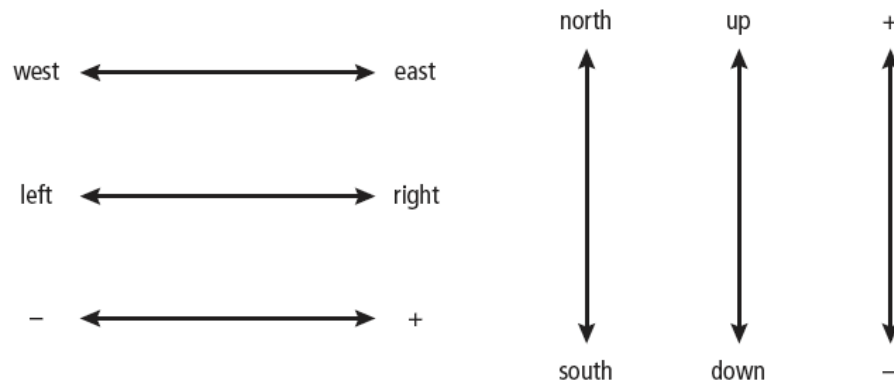 north up +
west east
left right
– +
south down –